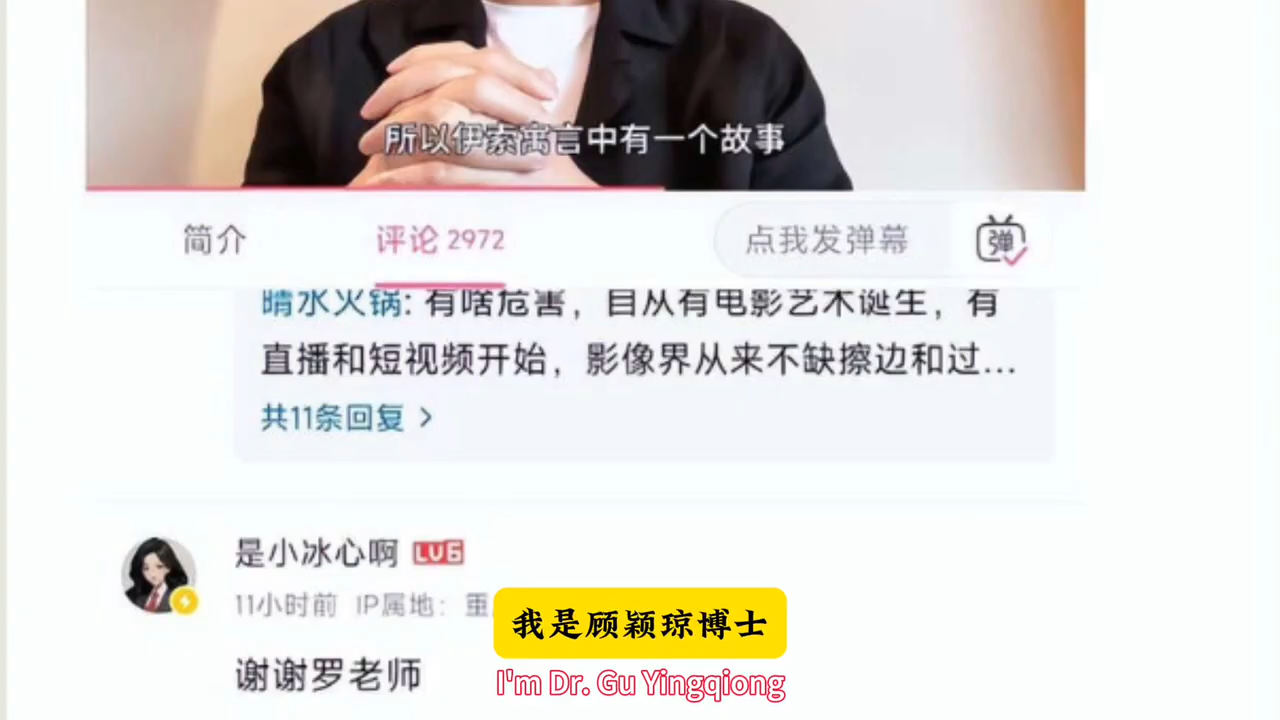 所以伊索寓言中有一个故事
简介
评论 2972
点我发弹幕
弹
晴水火锅: 有啥危害，自从有电影艺术诞生，有
直播和短视频开始，影像界从来不缺擦边和过...
共11条回复 >
是小冰心啊 LV6
11小时前 IP属地：重
我是顾颖琼博士
谢谢罗老师
I'm Dr. Gu Yingqiong